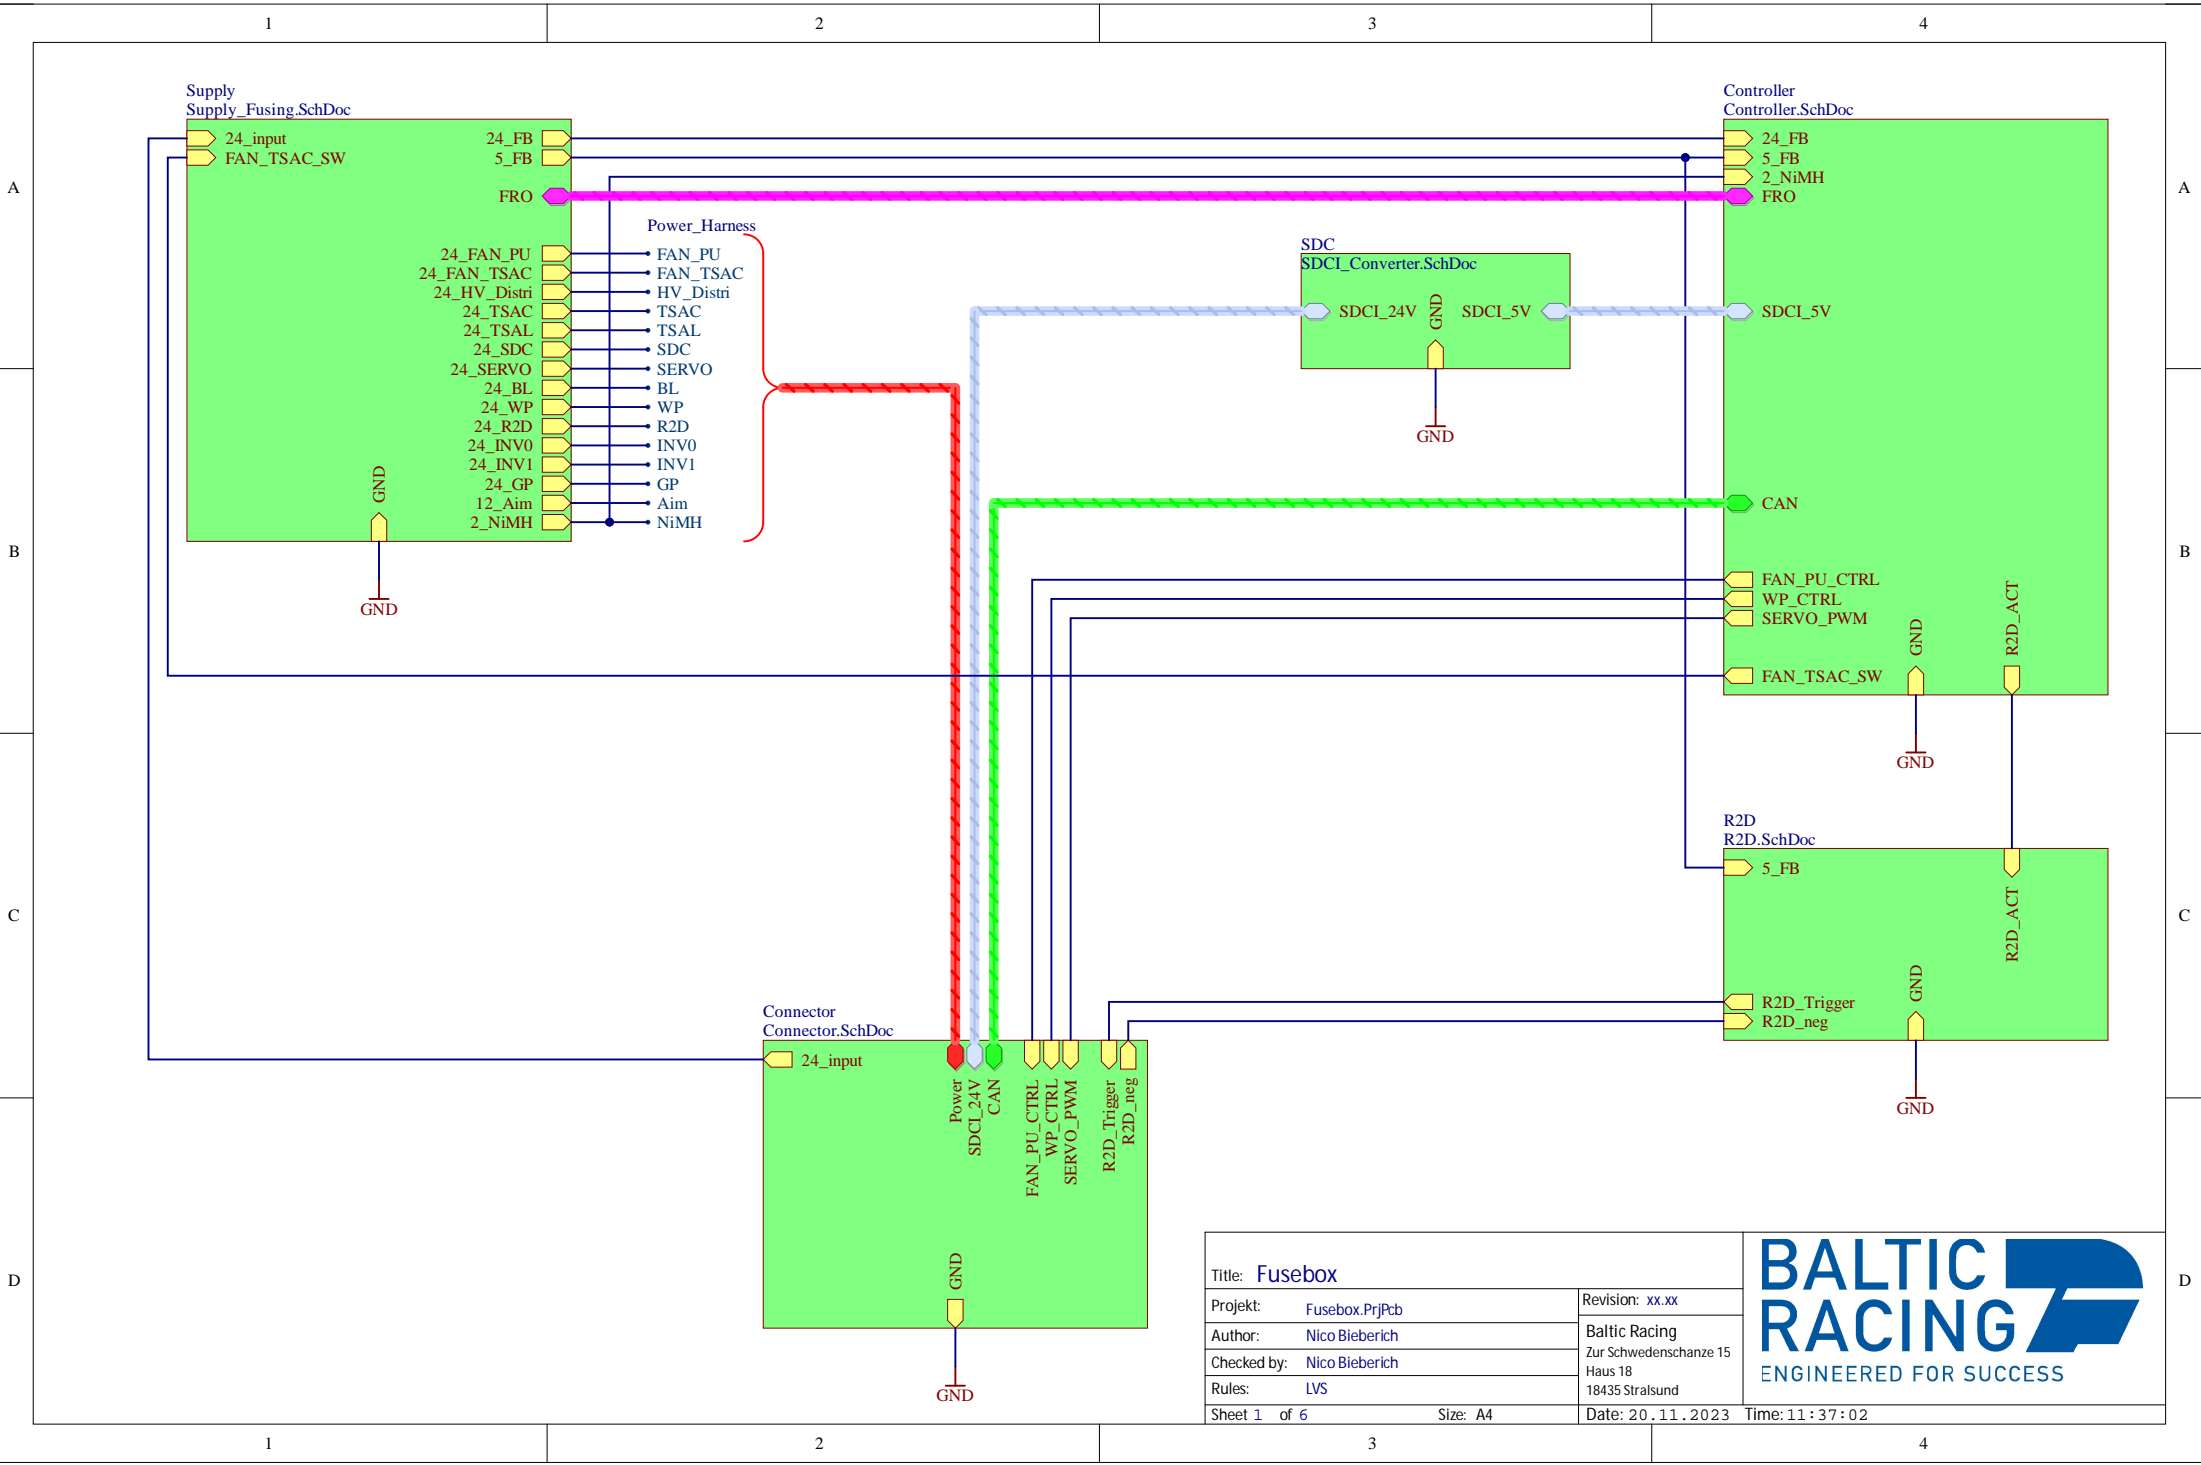 1 2 3 4
Supply
Supply_Fusing.SchDoc
24_input
FAN_TSAC_SW
24_FB
5_FB
FRO
24_FAN_PU
24_FAN_TSAC
24_HV_Distri
24_TSAC
24_TSAL
24_SDC
24_SERVO
24_BL
24_WP
24_R2D
24_INV0
24_INV1
24_GP
12_Aim
2_NiMH
GND
GND
Power_Harness
FAN_PU
FAN_TSAC
HV_Distri
TSAC
TSAL
SDC
SERVO
BL
WP
R2D
INV0
INV1
GP
Aim
NiMH
SDC
SDCI_Converter.SchDoc
SDCI_24V
GND
SDCI_5V
GND
Controller
Controller.SchDoc
24_FB
5_FB
2_NiMH
FRO
SDCI_5V
CAN
FAN_PU_CTRL
WP_CTRL
SERVO_PWM
FAN_TSAC_SW
GND
R2D_ACT
GND
R2D
R2D.SchDoc
5_FB
R2D_ACT
R2D_Trigger
R2D_neg
GND
GND
Connector
Connector.SchDoc
24_input
Power
SDCI_24V
CAN
FAN_PU_CTRL
WP_CTRL
SERVO_PWM
R2D_Trigger
R2D_neg
GND
GND
A
B
C
D
A
B
C
D
Title: Fusebox
Projekt: Fusebox.PrjPcb
Author: Nico Bieberich
Checked by: Nico Bieberich
Rules: LVS
Sheet 1 of 6 Size: A4
Revision: xx.xx
Baltic Racing
Zur Schwedenschanze 15
Haus 18
18435 Stralsund
Date: 20.11.2023 Time: 11:37:02
BALTIC
RACING
ENGINEERED FOR SUCCESS
1 2 3 4